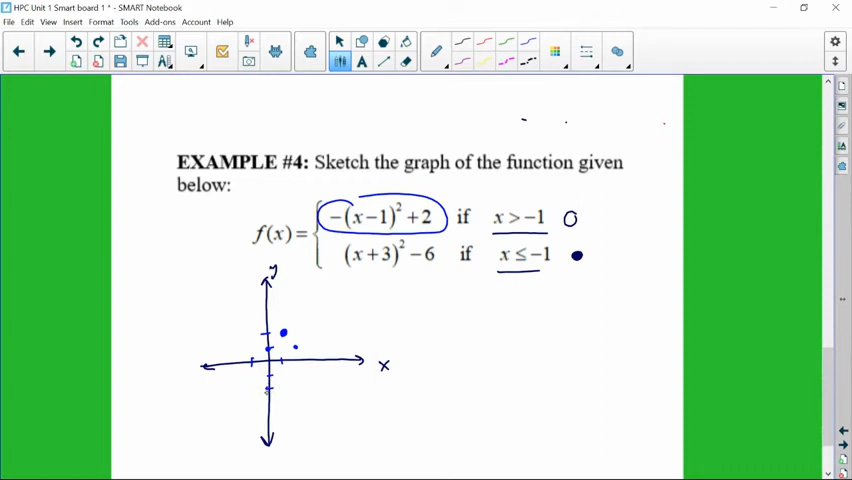 HPC Unit 1 Smart board 1 * - SMART Notebook
File Edit View Insert Format Tools Add-ons Account Help
EXAMPLE #4: Sketch the graph of the function given
below:
f(x) = { -(x-1)² + 2 if x > -1
(x+3)² - 6 if x ≤ -1
y
x